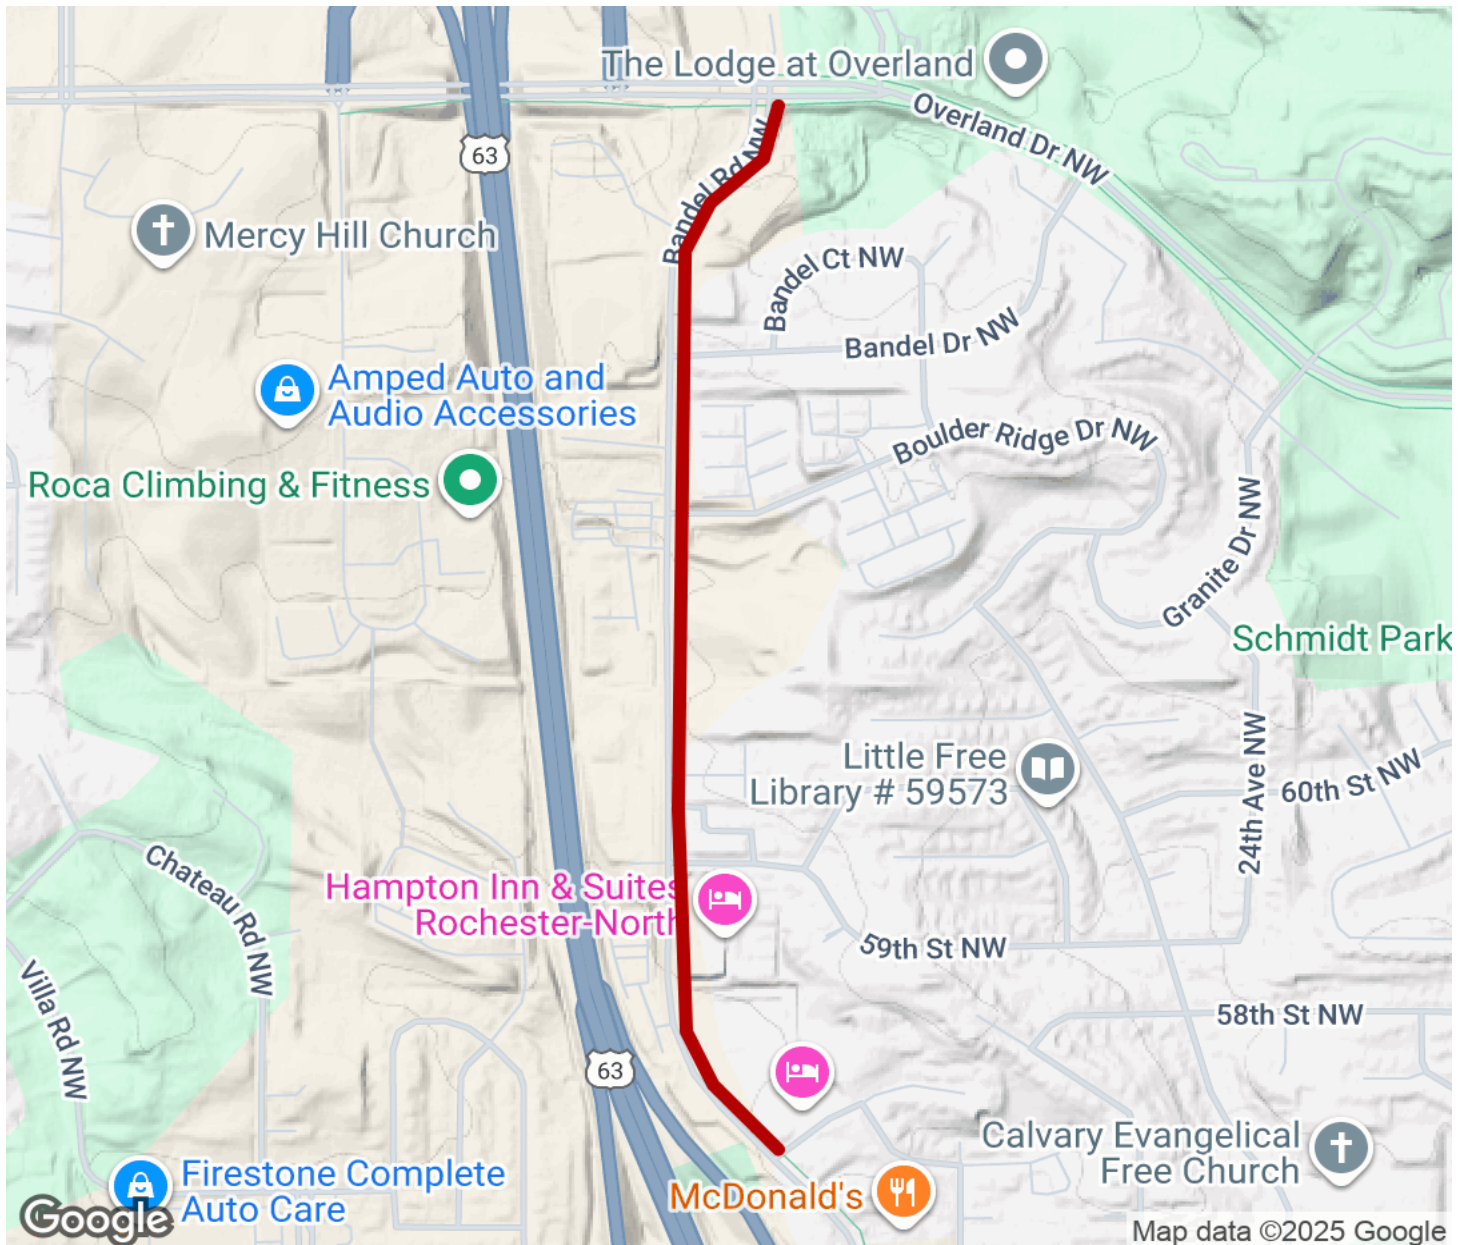 The Lodge at Overland
Overland Dr NW
63
Bandel Rd NW
Mercy Hill Church
Bandel Ct NW
Bandel Dr NW
Amped Auto and
Audio Accessories
Boulder Ridge Dr NW
Roca Climbing & Fitness
Granite Dr NW
Schmidt Park
Little Free
Library # 59573
24th Ave NW
60th St NW
Chateau Rd NW
Hampton Inn & Suites
Rochester-North
59th St NW
Villa Rd NW
58th St NW
63
Calvary Evangelical
Free Church
Firestone Complete
Auto Care
McDonald's
Google
Map data ©2025 Google